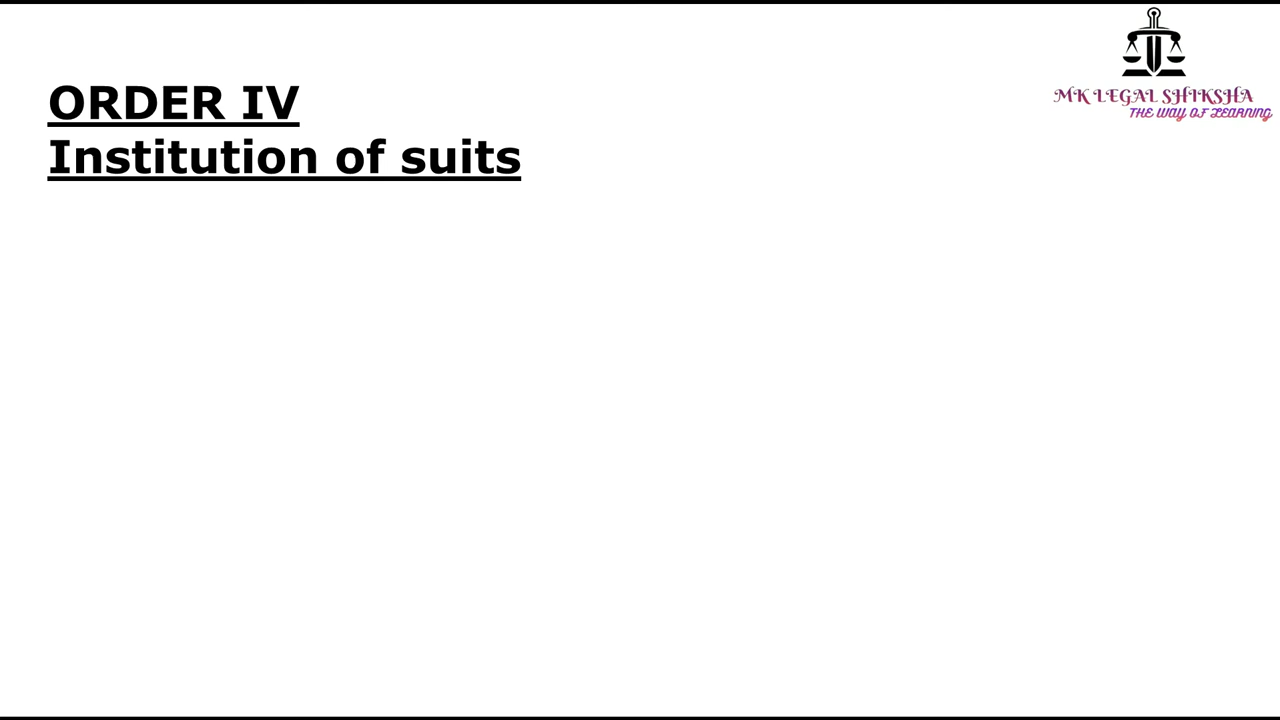 MK LEGAL SHIKSHA
THE WAY OF LEARNING
ORDER IV
Institution of suits